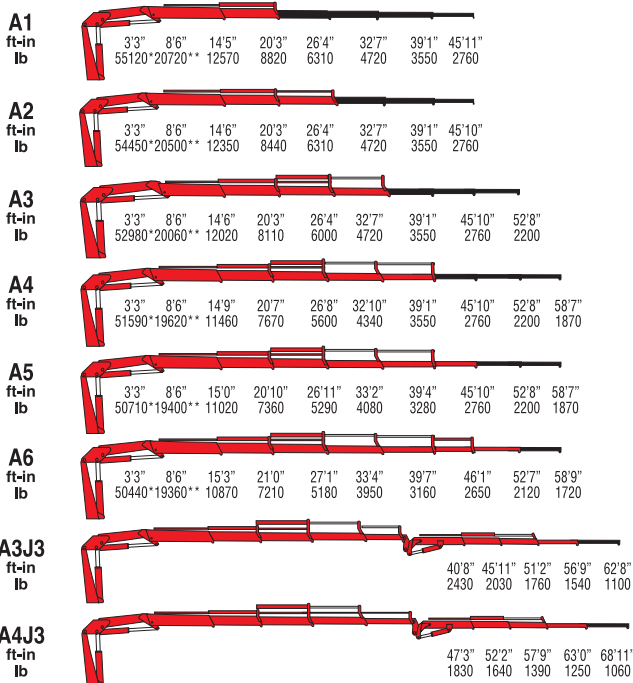 A1
ft-in 3'3" 8'6" 14'5" 20'3" 26'4" 32'7" 39'1" 45'11"
lb 55120* 20720** 12570 8820 6310 4720 3550 2760
A2
ft-in 3'3" 8'6" 14'6" 20'3" 26'4" 32'7" 39'1" 45'10"
lb 54450* 20500** 12350 8440 6310 4720 3550 2760
A3
ft-in 3'3" 8'6" 14'6" 20'3" 26'4" 32'7" 39'1" 45'10" 52'8"
lb 52980* 20060** 12020 8110 6000 4720 3550 2760 2200
A4
ft-in 3'3" 8'6" 14'9" 20'7" 26'8" 32'10" 39'1" 45'10" 52'8" 58'7"
lb 51590* 19620** 11460 7670 5600 4340 3550 2760 2200 1870
A5
ft-in 3'3" 8'6" 15'0" 20'10" 26'11" 33'2" 39'4" 45'10" 52'8" 58'7"
lb 50710* 19400** 11020 7360 5290 4080 3280 2760 2200 1870
A6
ft-in 3'3" 8'6" 15'3" 21'0" 27'1" 33'4" 39'7" 46'1" 52'7" 58'9"
lb 50440* 19360** 10870 7210 5180 3950 3160 2650 2120 1720
A3J3
ft-in 40'8" 45'11" 51'2" 56'9" 62'8"
lb 2430 2030 1760 1540 1100
A4J3
ft-in 47'3" 52'2" 57'9" 63'0" 68'11"
lb 1830 1640 1390 1250 1060